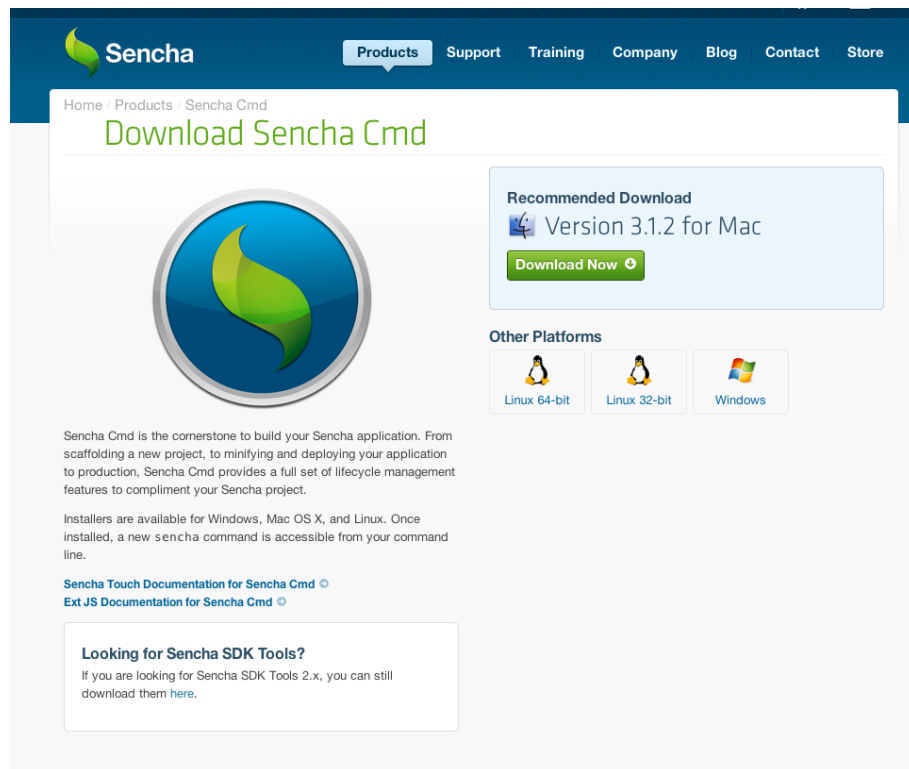 Sencha
Products Support Training Company Blog Contact Store
Home / Products / Sencha Cmd
Download Sencha Cmd
Recommended Download
Version 3.1.2 for Mac
Download Now
Other Platforms
Linux 64-bit Linux 32-bit Windows
Sencha Cmd is the cornerstone to build your Sencha application. From
scaffolding a new project, to minifying and deploying your application
to production, Sencha Cmd provides a full set of lifecycle management
features to compliment your Sencha project.
Installers are available for Windows, Mac OS X, and Linux. Once
installed, a new sencha command is accessible from your command
line.
Sencha Touch Documentation for Sencha Cmd
Ext JS Documentation for Sencha Cmd
Looking for Sencha SDK Tools?
If you are looking for Sencha SDK Tools 2.x, you can still
download them here.